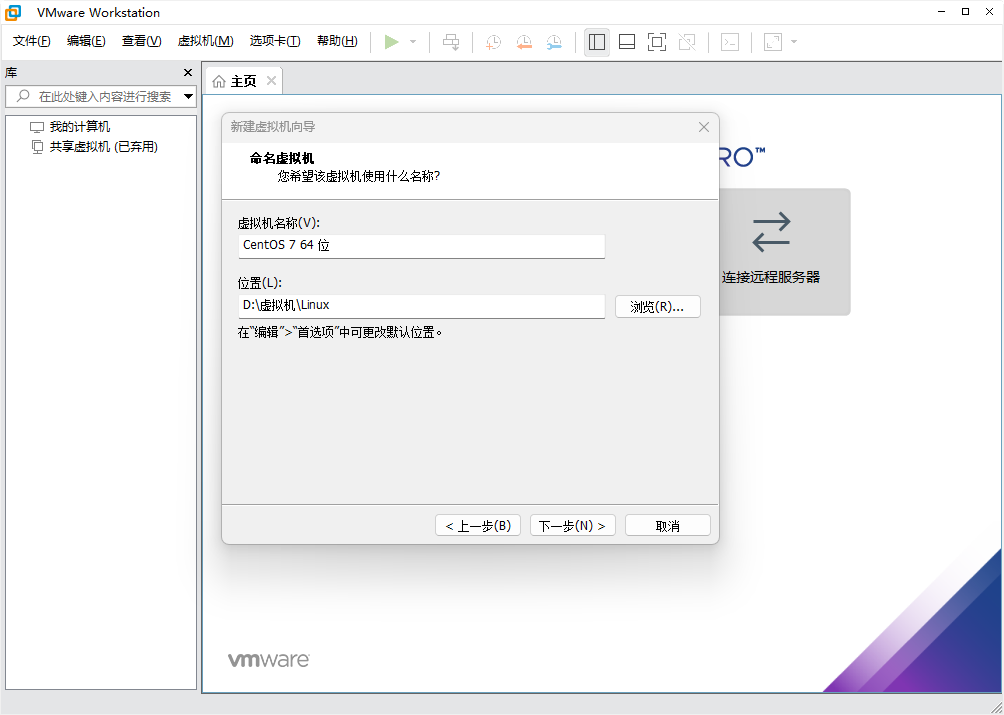 VMware Workstation
文件(F) 编辑(E) 查看(V) 虚拟机(M) 选项卡(T) 帮助(H)
库
主页
在此处键入内容进行搜索
我的计算机
共享虚拟机 (已弃用)
新建虚拟机向导
命名虚拟机
您希望该虚拟机使用什么名称?
RO™
虚拟机名称(V):
CentOS 7 64 位
连接远程服务器
位置(L):
D:\虚拟机\Linux
浏览(R)...
在"编辑">"首选项"中可更改默认位置。
< 上一步(B) 下一步(N) > 取消
vmware